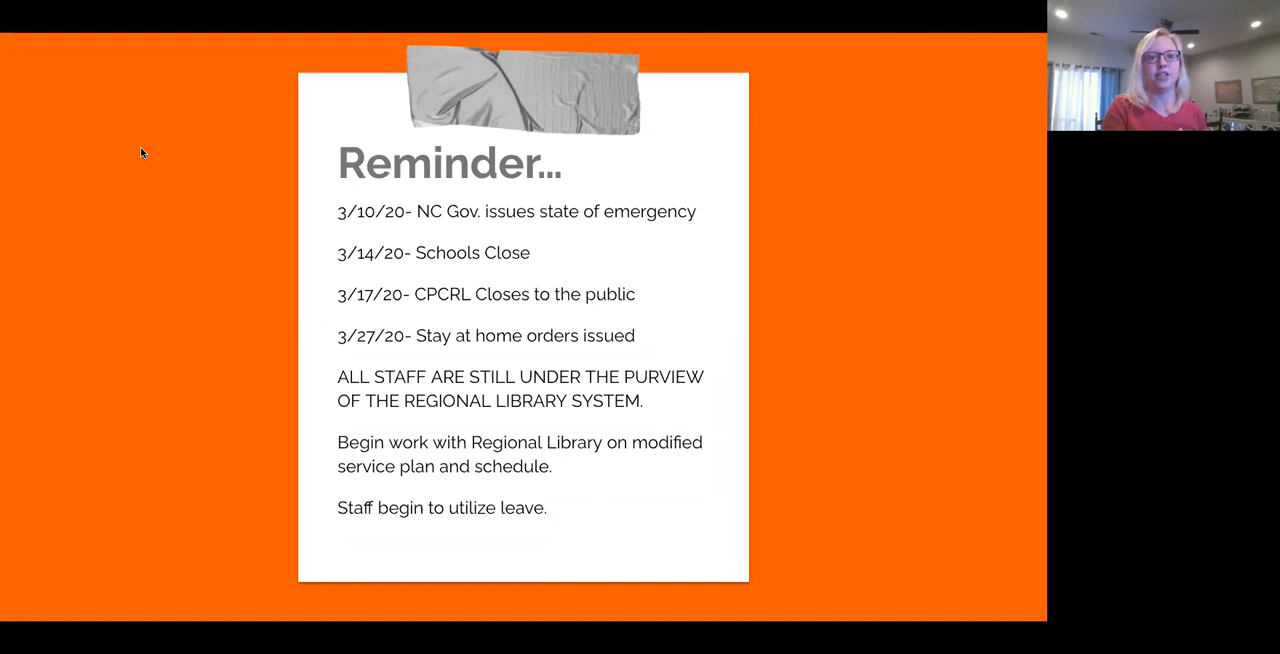 Reminder...
3/10/20- NC Gov. issues state of emergency
3/14/20- Schools Close
3/17/20- CPCRL Closes to the public
3/27/20- Stay at home orders issued
ALL STAFF ARE STILL UNDER THE PURVIEW
OF THE REGIONAL LIBRARY SYSTEM.
Begin work with Regional Library on modified
service plan and schedule.
Staff begin to utilize leave.